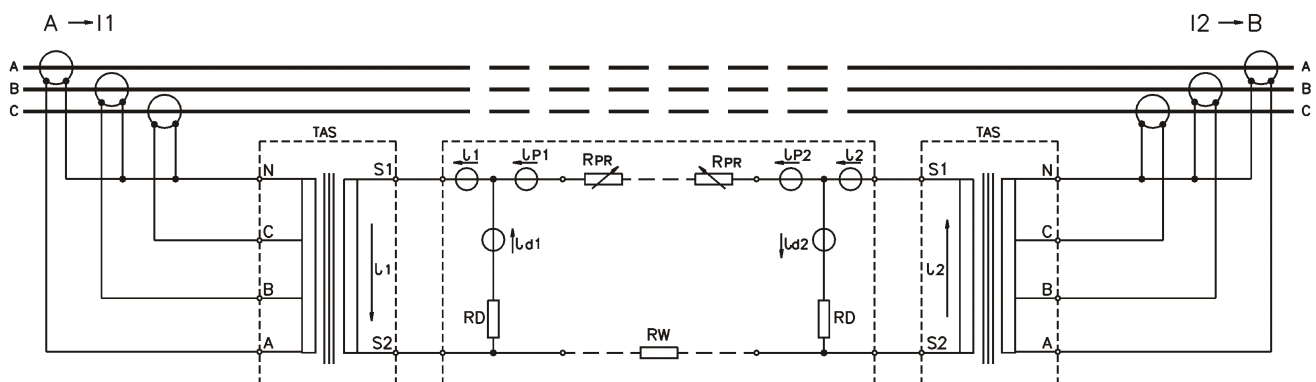 A → I1
I2 → B
A
A
B
B
C
C
TAS
TAS
ι1
ιP1
RPR
RPR
ιP2
ι2
N
S1
S1
N
C
ιd1
ιd2
C
ι1
ι2
B
B
RD
RD
RW
A
S2
S2
A